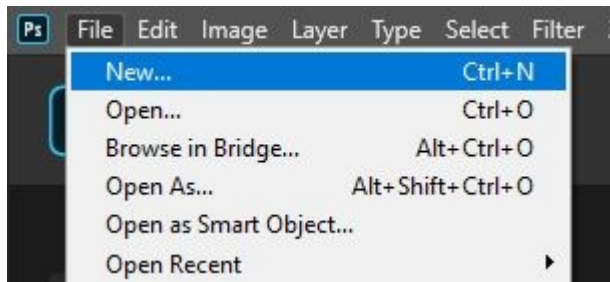 Ps File Edit Image Layer Type Select Filter
New... Ctrl+N
Open... Ctrl+O
Browse in Bridge... Alt+Ctrl+O
Open As... Alt+Shift+Ctrl+O
Open as Smart Object...
Open Recent